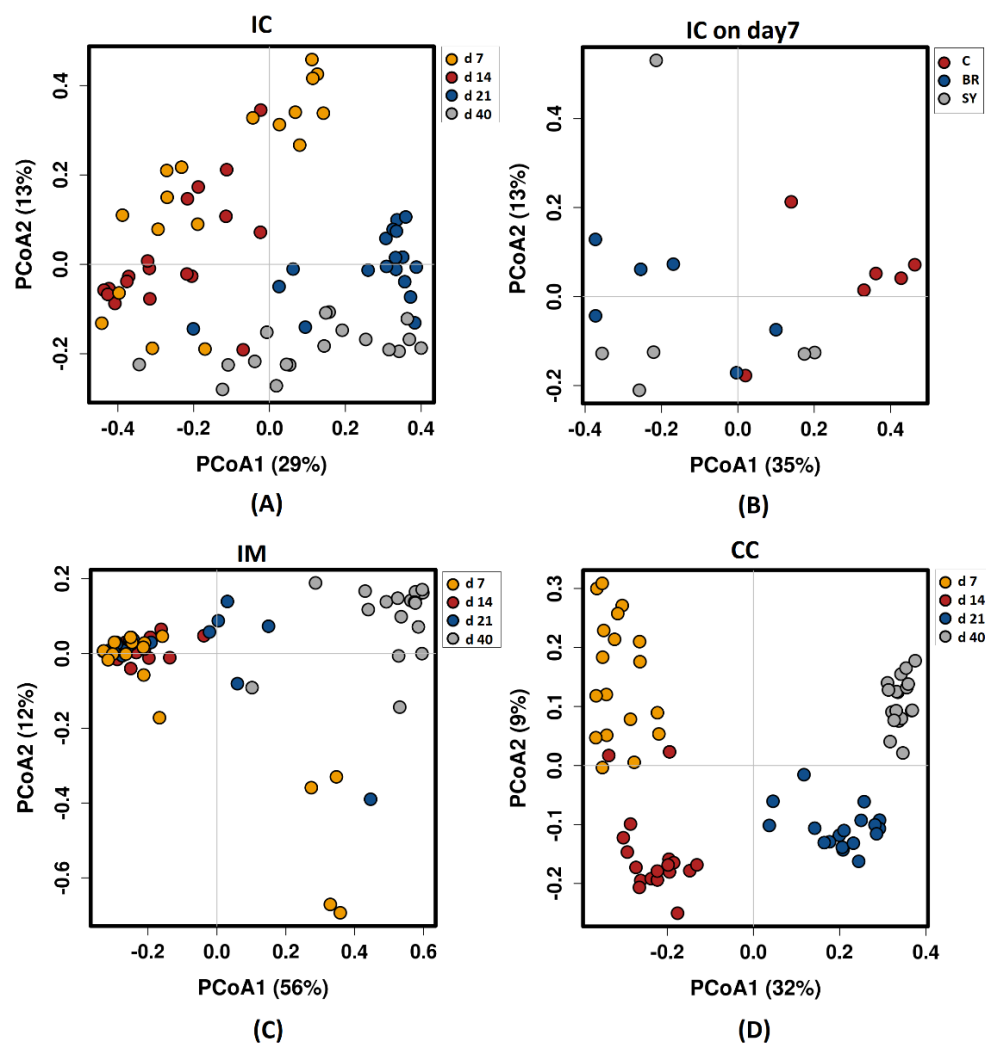 IC
d 7
d 14
d 21
d 40
PCoA2 (13%)
0.4
0.2
0.0
-0.2
-0.4
-0.2
0.0
0.2
0.4
PCoA1 (29%)
(A)
IC on day7
C
BR
SY
PCoA2 (13%)
0.4
0.2
0.0
-0.2
-0.4
-0.2
0.0
0.2
0.4
PCoA1 (35%)
(B)
IM
d 7
d 14
d 21
d 40
PCoA2 (12%)
0.2
0.0
-0.2
-0.4
-0.6
-0.2
0.0
0.2
0.4
0.6
PCoA1 (56%)
(C)
CC
d 7
d 14
d 21
d 40
PCoA2 (9%)
0.3
0.2
0.1
0.0
-0.1
-0.2
-0.2
0.0
0.2
0.4
PCoA1 (32%)
(D)